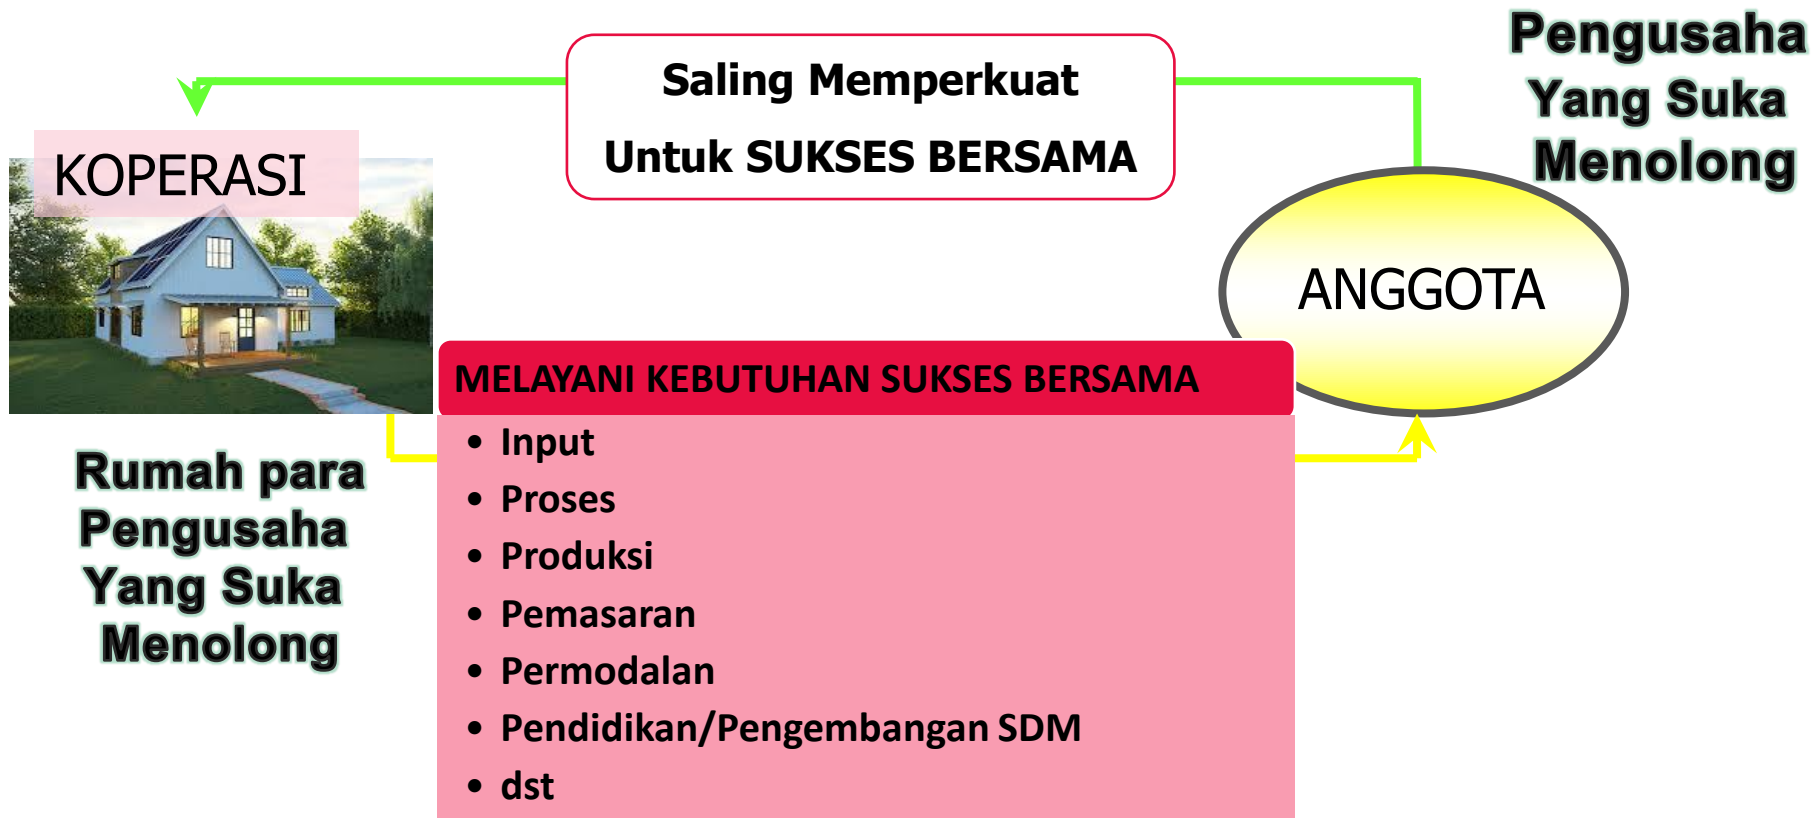 Saling Memperkuat
Untuk SUKSES BERSAMA
Pengusaha
Yang Suka
Menolong
KOPERASI
ANGGOTA
MELAYANI KEBUTUHAN SUKSES BERSAMA
• Input
• Proses
• Produksi
• Pemasaran
• Permodalan
• Pendidikan/Pengembangan SDM
• dst
Rumah para
Pengusaha
Yang Suka
Menolong